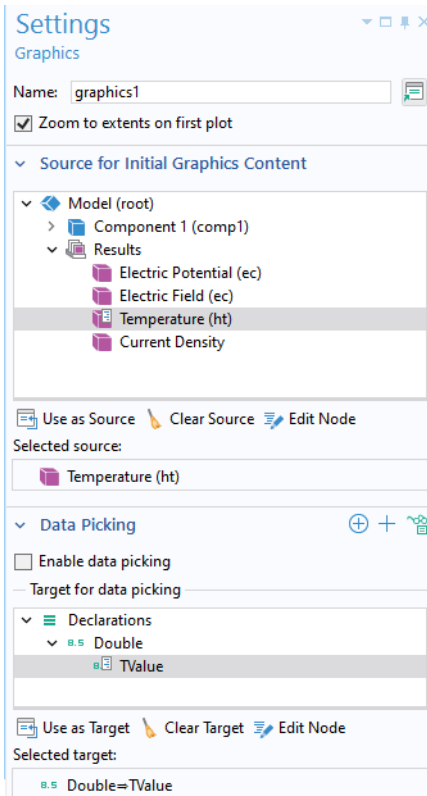 Settings
Graphics
Name: graphics1
Zoom to extents on first plot
Source for Initial Graphics Content
Model (root)
Component 1 (comp1)
Results
Electric Potential (ec)
Electric Field (ec)
Temperature (ht)
Current Density
Use as Source Clear Source Edit Node
Selected source:
Temperature (ht)
Data Picking
Enable data picking
Target for data picking
Declarations
8.5 Double
TValue
Use as Target Clear Target Edit Node
Selected target:
8.5 Double⇒TValue